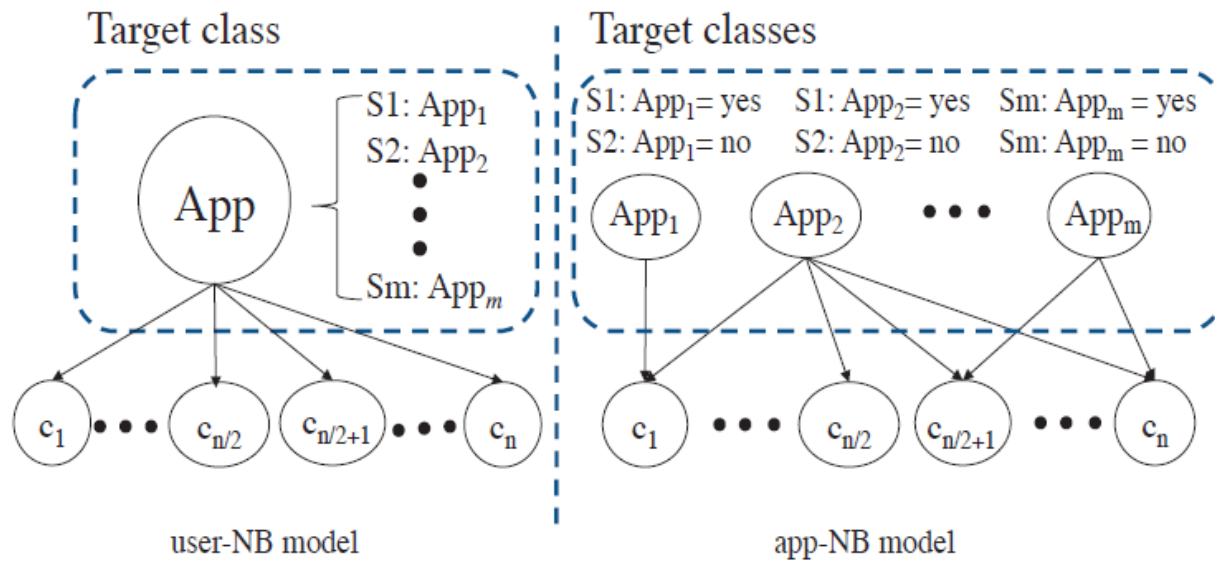 Target class
S1: App1
S2: App2
Sm: Appm
App
c1
cn/2
cn/2+1
cn
user-NB model
Target classes
S1: App1= yes S1: App2= yes Sm: Appm = yes
S2: App1= no S2: App2= no Sm: Appm = no
App1 App2 Appm
c1 cn/2 cn/2+1 cn
app-NB model